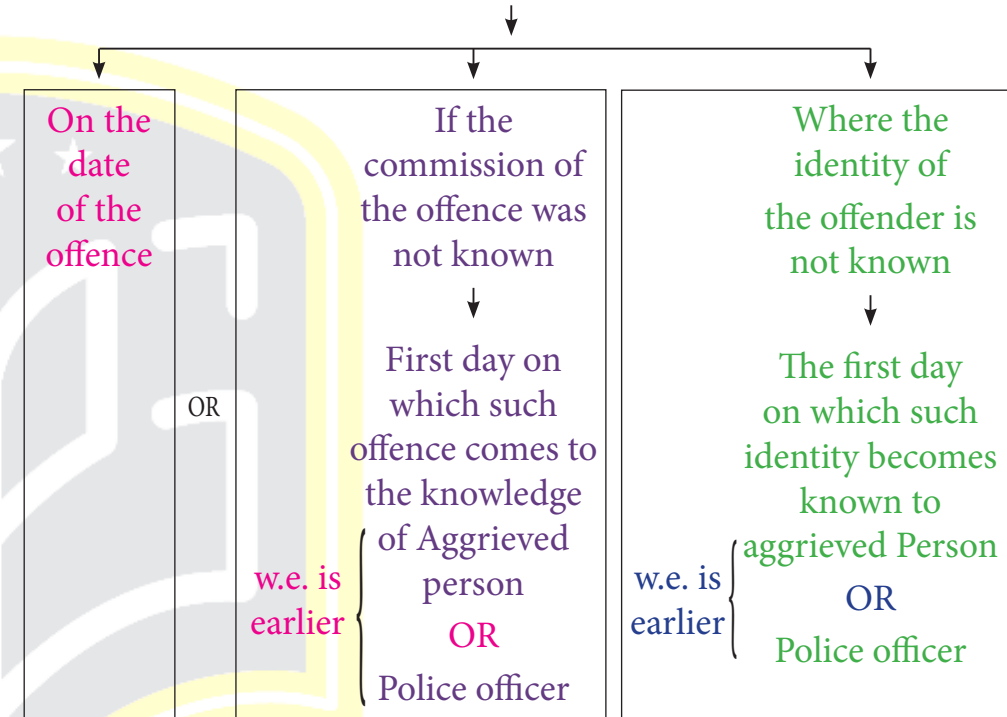 On the
date
of the
offence
OR
If the
commission of
the offence was
not known
First day on
which such
offence comes to
the knowledge
of Aggrieved
person
OR
Police officer
w.e. is
earlier
Where the
identity of
the offender is
not known
The first day
on which such
identity becomes
known to
aggrieved Person
OR
Police officer
w.e. is
earlier